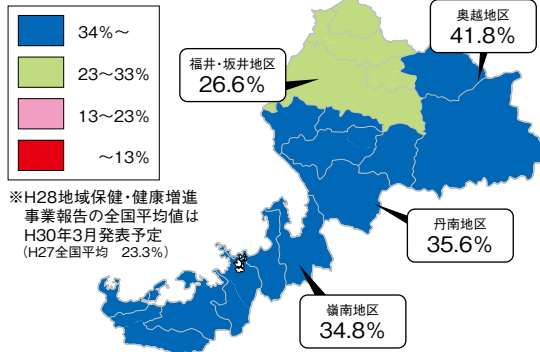 34%～
23～33%
13～23%
～13%
※H28地域保健・健康増進
事業報告の全国平均値は
H30年3月発表予定
(H27全国平均　23.3%)
奥越地区
41.8%
福井・坂井地区
26.6%
丹南地区
35.6%
嶺南地区
34.8%